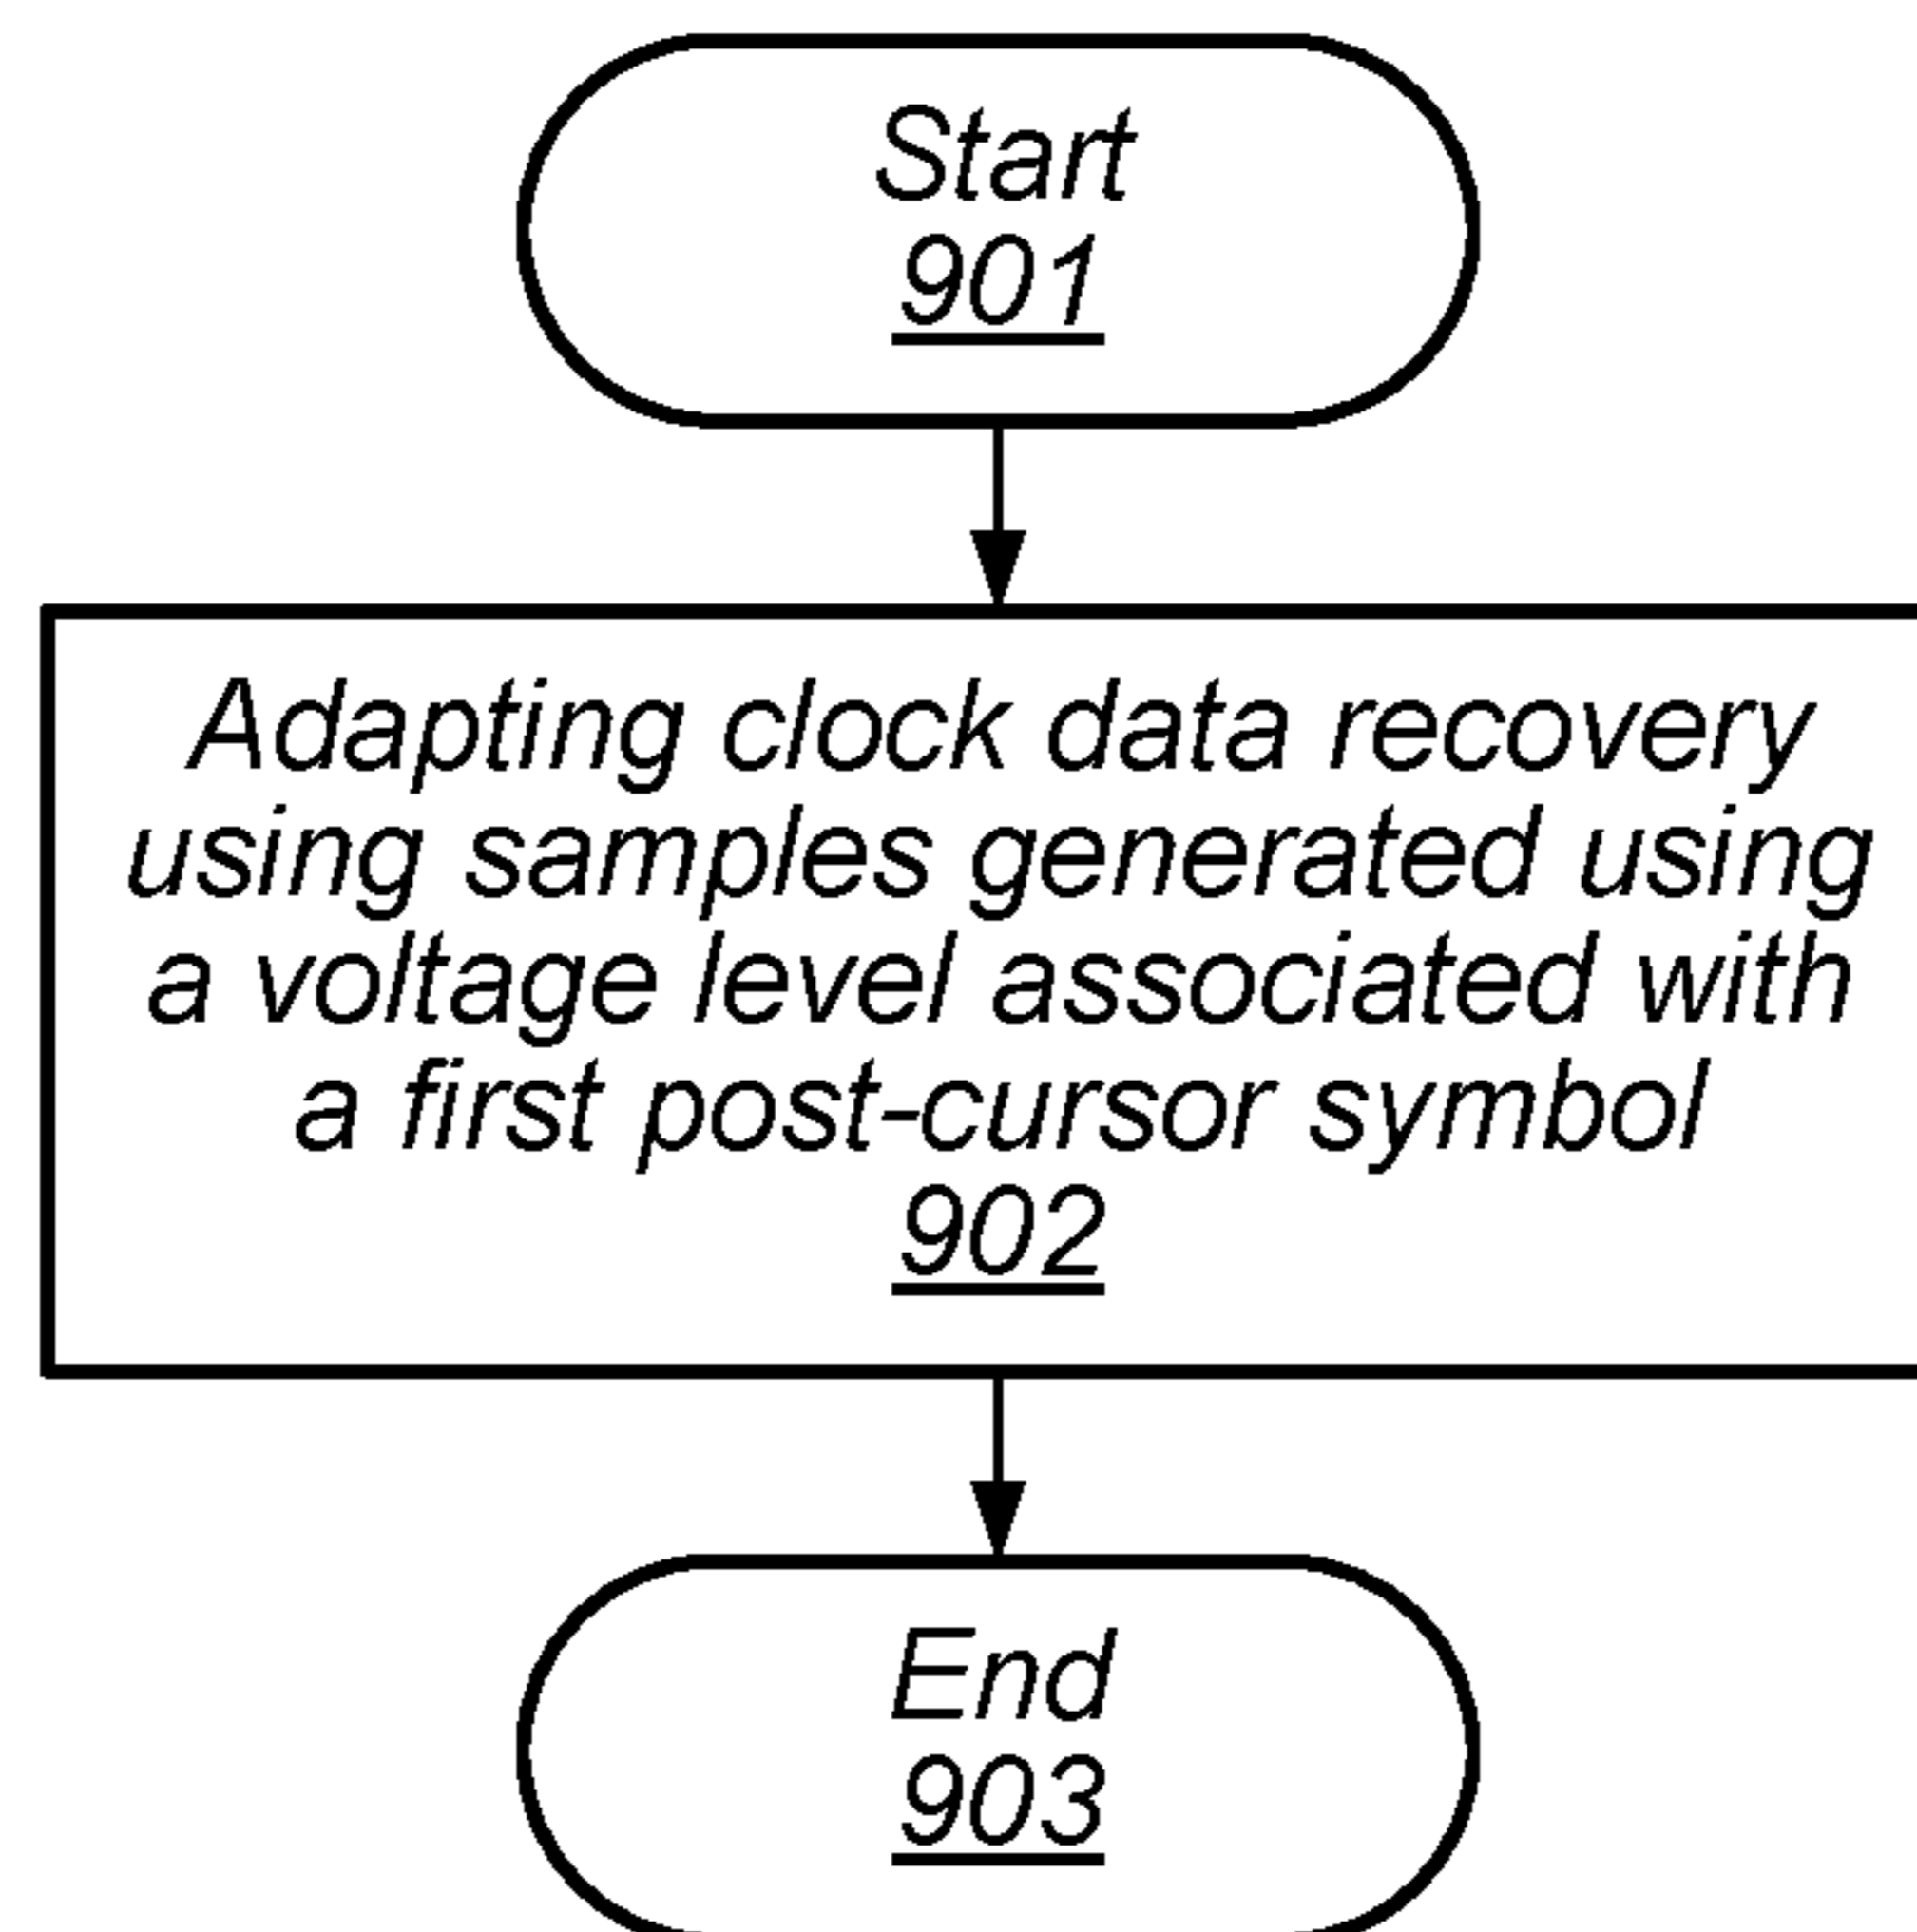 Start
901
Adapting clock data recovery
using samples generated using
a voltage level associated with
a first post-cursor symbol
902
End
903